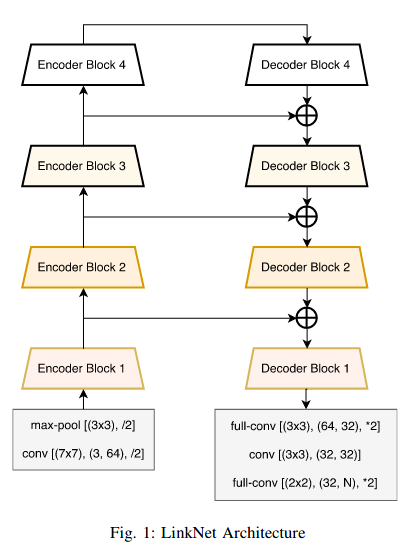 Encoder Block 4
Decoder Block 4
Encoder Block 3
Decoder Block 3
Encoder Block 2
Decoder Block 2
Encoder Block 1
Decoder Block 1
max-pool [(3x3), /2]
conv [(7x7), (3, 64), /2]
full-conv [(3x3), (64, 32), *2]
conv [(3x3), (32, 32)]
full-conv [(2x2), (32, N), *2]
Fig. 1: LinkNet Architecture